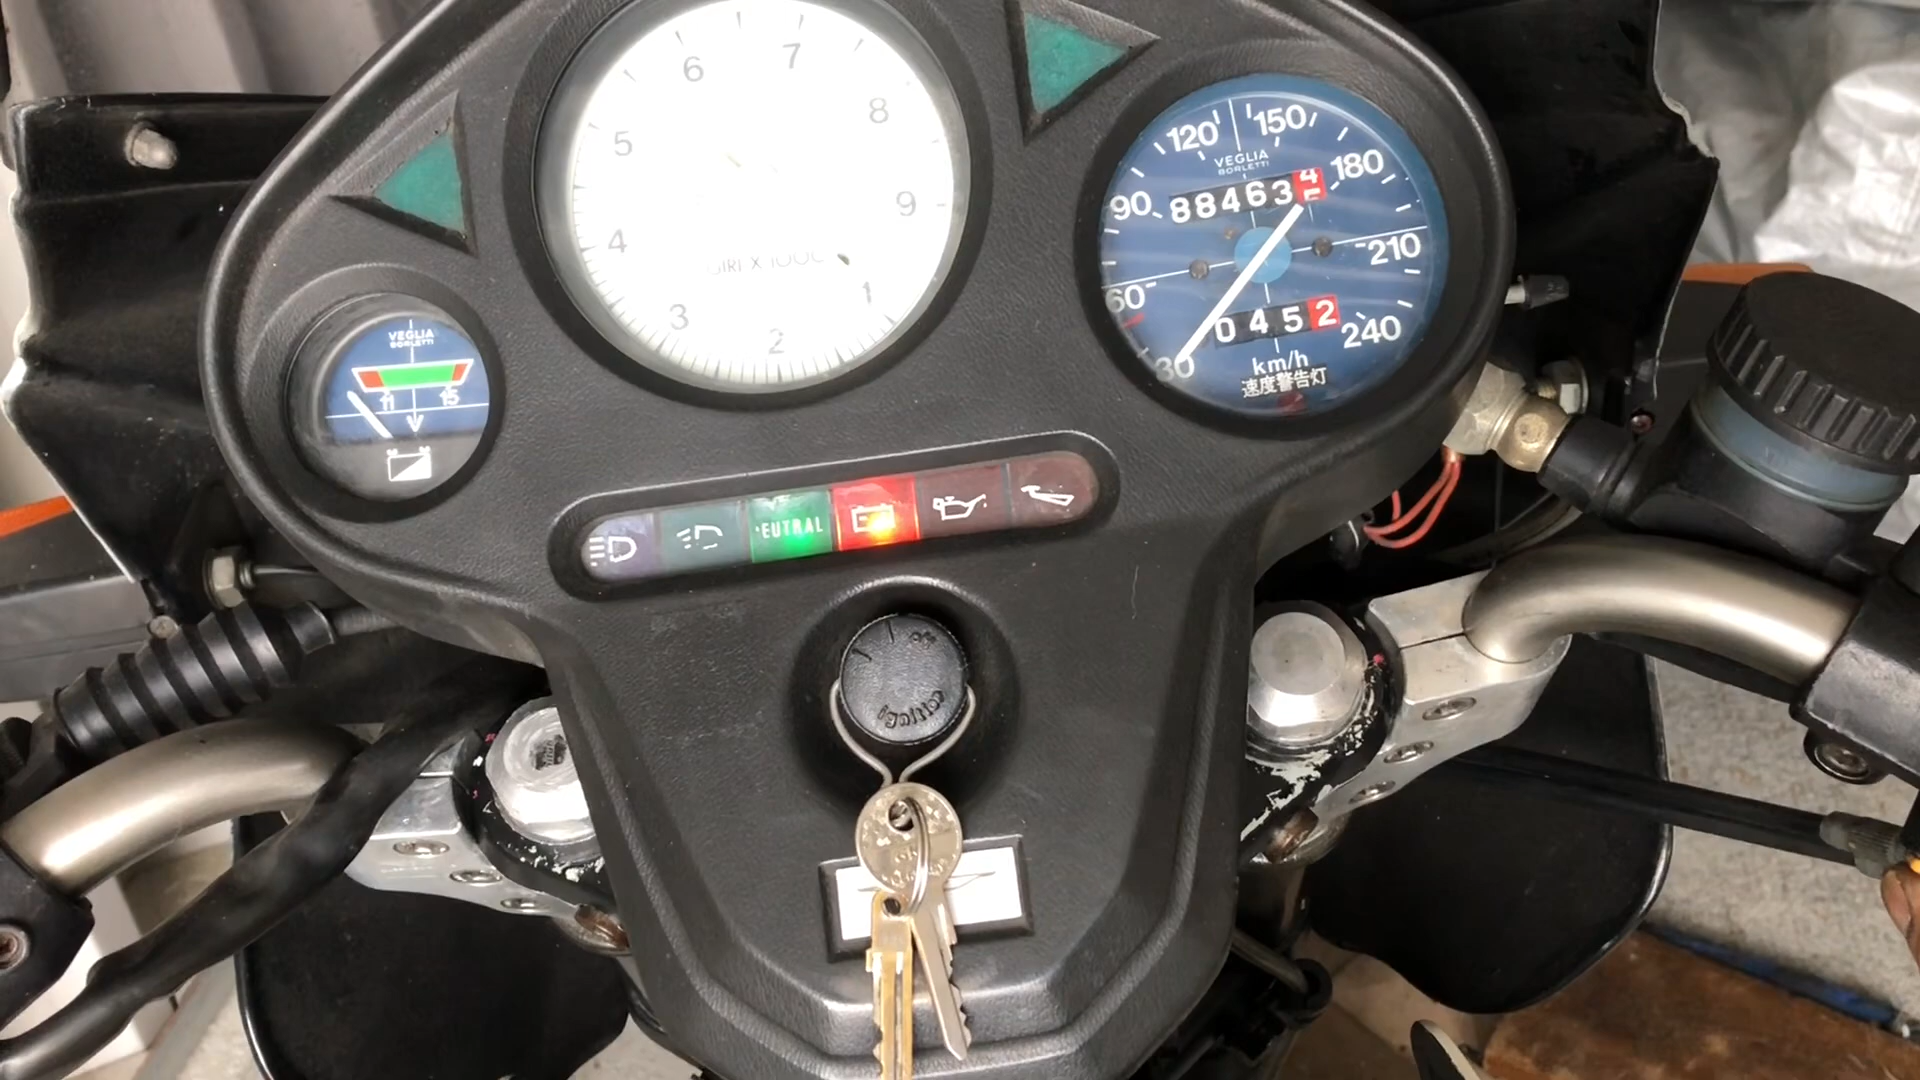 6 7
5 8
4 9
GIRI X 1000
3 2 1
VEGLIA
BORLETTI
11 15
120 150
90 180
VEGLIA
BORLETTI
88463
60 210
0452
30 240
km/h
速度警告灯
EUTRAL
ignition